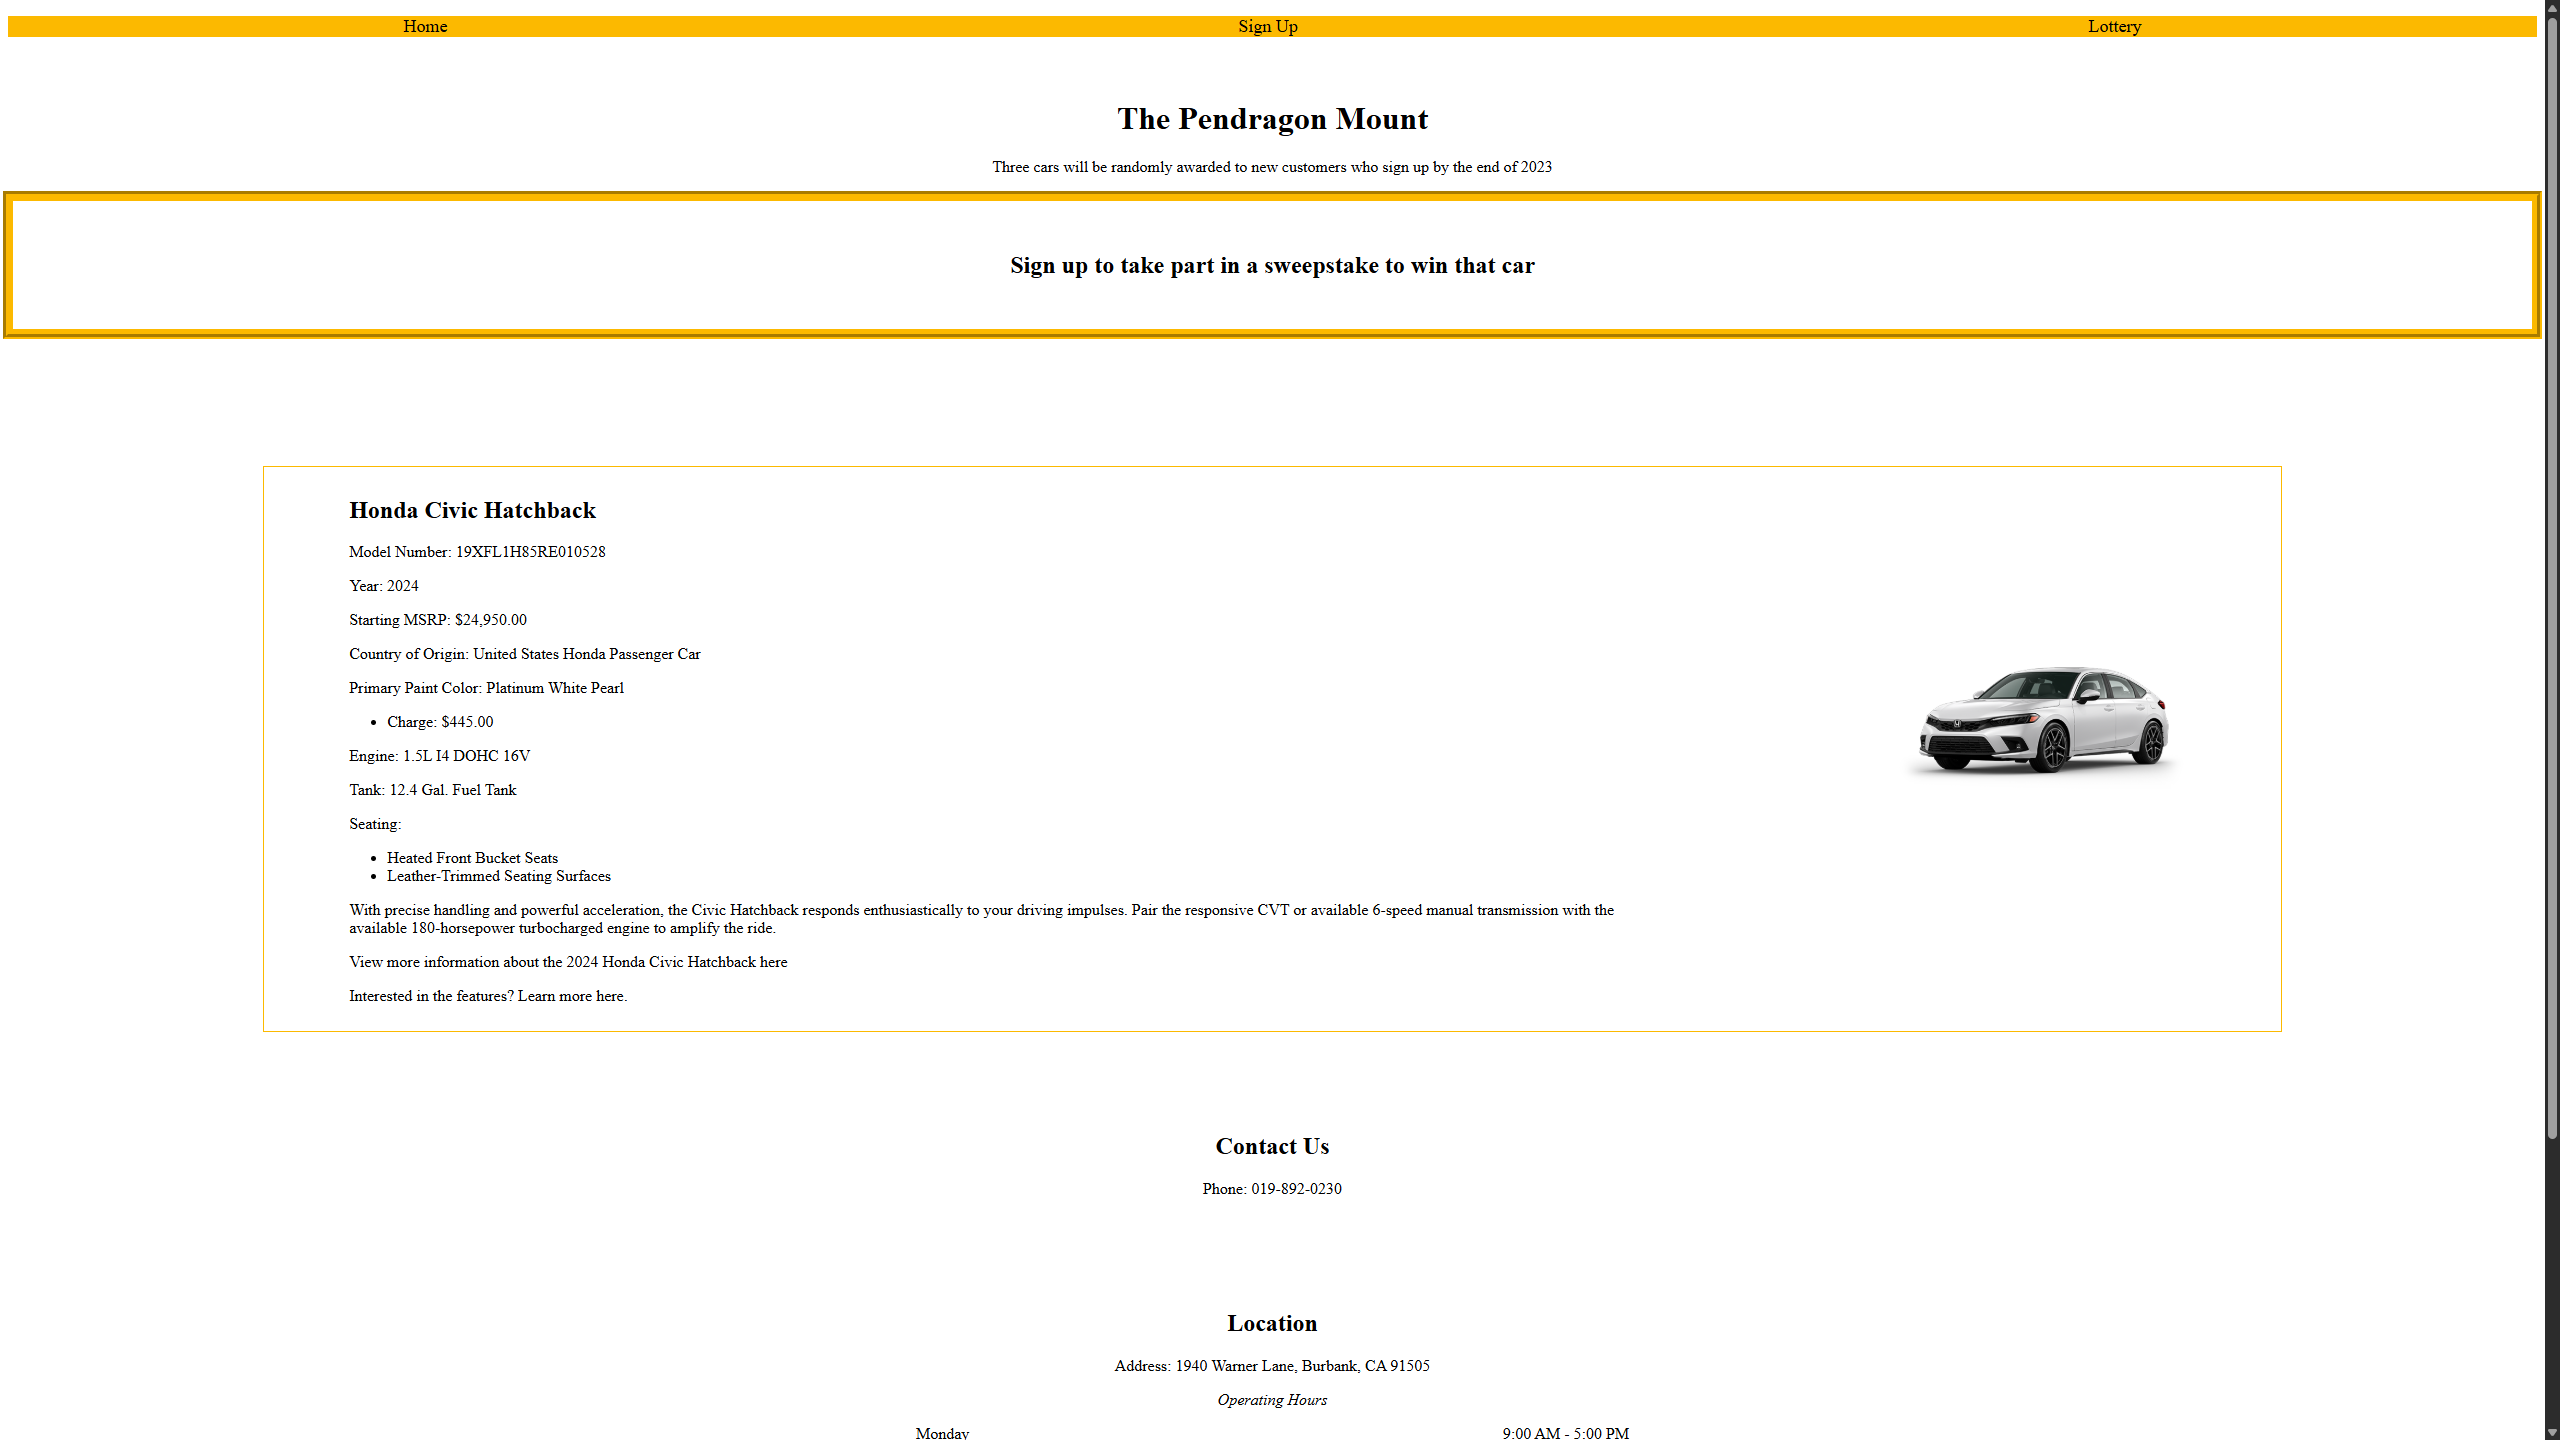 Home
Sign Up
Lottery
The Pendragon Mount
Three cars will be randomly awarded to new customers who sign up by the end of 2023
Sign up to take part in a sweepstake to win that car
Honda Civic Hatchback
Model Number: 19XFL1H85RE010528
Year: 2024
Starting MSRP: $24,950.00
Country of Origin: United States Honda Passenger Car
Primary Paint Color: Platinum White Pearl
• Charge: $445.00
Engine: 1.5L I4 DOHC 16V
Tank: 12.4 Gal. Fuel Tank
Seating:
• Heated Front Bucket Seats
• Leather-Trimmed Seating Surfaces
With precise handling and powerful acceleration, the Civic Hatchback responds enthusiastically to your driving impulses. Pair the responsive CVT or available 6-speed manual transmission with the
available 180-horsepower turbocharged engine to amplify the ride.
View more information about the 2024 Honda Civic Hatchback here
Interested in the features? Learn more here.
Contact Us
Phone: 019-892-0230
Location
Address: 1940 Warner Lane, Burbank, CA 91505
Operating Hours
Monday 9:00 AM - 5:00 PM